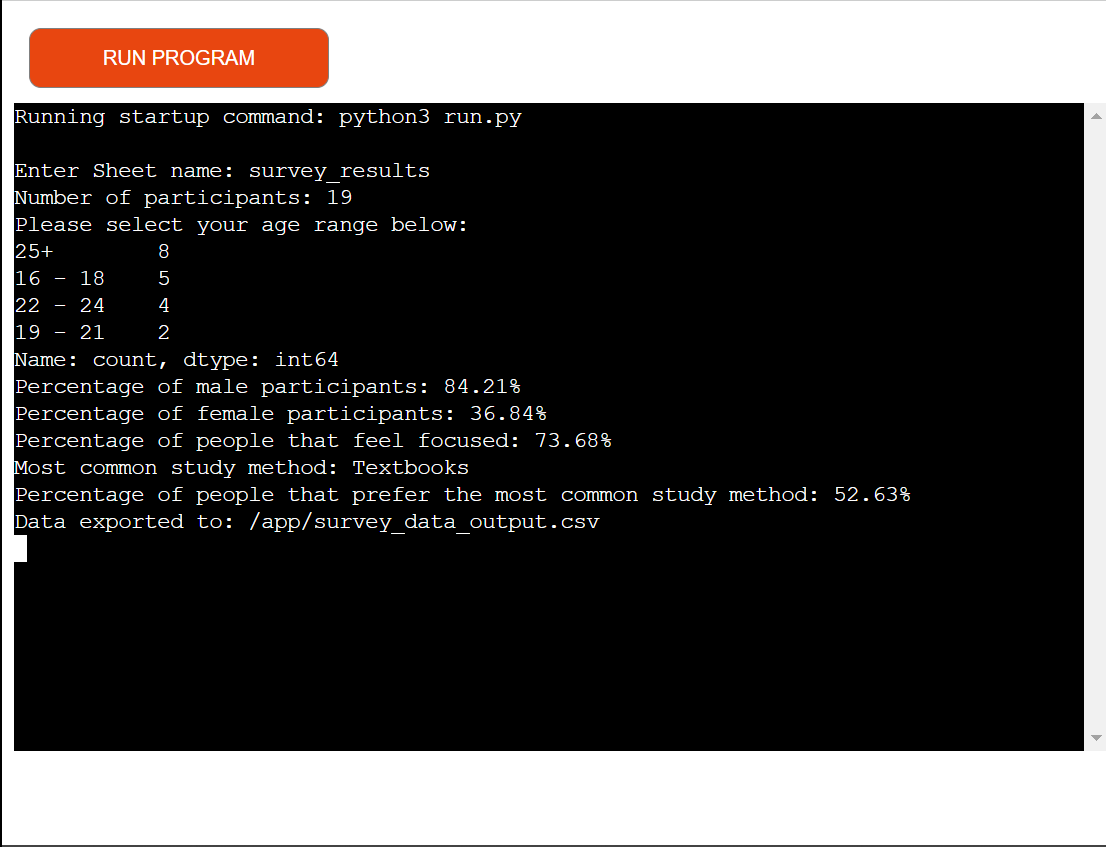 RUN PROGRAM
Running startup command: python3 run.py
Enter Sheet name: survey_results
Number of participants: 19
Please select your age range below:
25+        8
16 - 18    5
22 - 24    4
19 - 21    2
Name: count, dtype: int64
Percentage of male participants: 84.21%
Percentage of female participants: 36.84%
Percentage of people that feel focused: 73.68%
Most common study method: Textbooks
Percentage of people that prefer the most common study method: 52.63%
Data exported to: /app/survey_data_output.csv